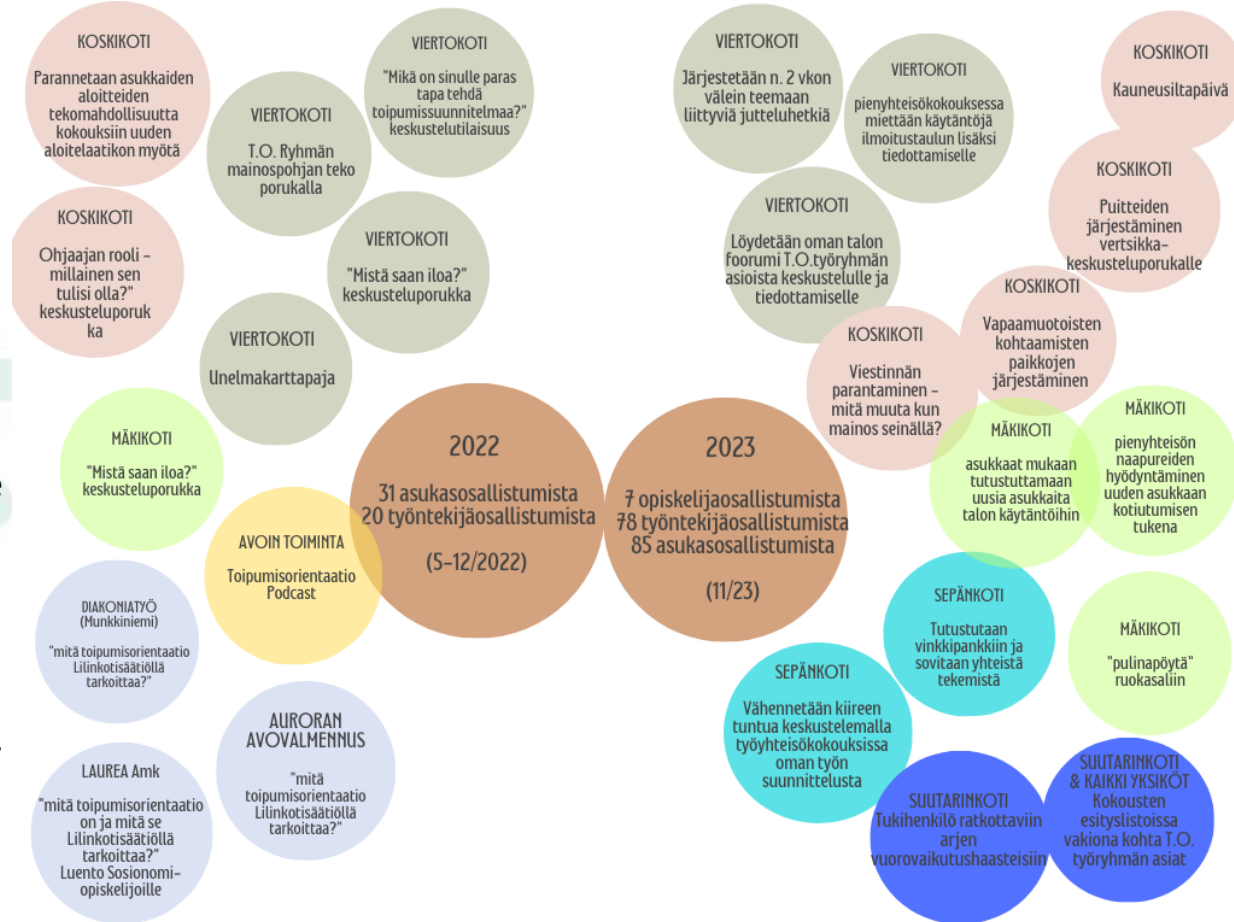 KOSKIKOTI
Parannetaan asukkaiden
aloitteiden
tekomahdollisuutta
kokouksiin uuden
aloitelaatikon myötä
VIERTOKOTI
"Mikä on sinulle paras
tapa tehdä
toipumissuunnitelmaa?"
keskustelutilaisuus
VIERTOKOTI
T.O. Ryhmän
mainospohjan teko
porukalla
KOSKIKOTI
Ohjaajan rooli -
millainen sen
tulisi olla?"
keskusteluporuk
ka
VIERTOKOTI
"Mistä saan iloa?"
keskusteluporukka
VIERTOKOTI
Unelmakarttapaja
MÄKIKOTI
"Mistä saan iloa?"
keskusteluporukka
2022
31 asukasosallistumista
20 työntekijäosallistumista
(5-12/2022)
AVOIN TOIMINTA
Toipumisorientaatio
Podcast
DIAKONIATYÖ
(Munkkiniemi)
"mitä toipumisorientaatio
Lilinkotisäätiöllä
tarkoittaa?"
AURORAN
AVOVALMENNUS
"mitä
toipumisorientaatio
Lilinkotisäätiöllä
tarkoittaa?"
LAUREA Amk
"mitä toipumisorientaatio
on ja mitä se
Lilinkotisäätiöllä
tarkoittaa?"
Luento Sosionomi-
opiskelijoille
VIERTOKOTI
Järjestetään n. 2 vkon
välein teemaan
liittyviä jutteluhetkiä
VIERTOKOTI
pienyhteisökokouksessa
miettään käytäntöjä
ilmoitustaulun lisäksi
tiedottamiselle
KOSKIKOTI
Kauneusiltapäivä
KOSKIKOTI
Puitteiden
järjestäminen
vertsikka-
keskusteluporukalle
VIERTOKOTI
Löydetään oman talon
foorumi T.O.työryhmän
asioista keskustelulle ja
tiedottamiselle
KOSKIKOTI
Vapaamuotoisten
kohtaamisten
paikkojen
järjestäminen
KOSKIKOTI
Viestinnän
parantaminen -
mitä muuta kun
mainos seinällä?
2023
7 opiskelijaosallistumista
78 työntekijäosallistumista
85 asukasosallistumista
(11/23)
MÄKIKOTI
asukkaat mukaan
tutustuttamaan
uusia asukkaita
talon käytäntöihin
MÄKIKOTI
pienyhteisön
naapureiden
hyödyntäminen
uuden asukkaan
kotiutumisen
tukena
SEPÄNKOTI
Tutustutaan
vinkkipankkiin ja
sovitaan yhteistä
tekemistä
MÄKIKOTI
"pulinapöytä"
ruokasaliin
SEPÄNKOTI
Vähennetään kiireen
tuntua keskustelemalla
työyhteisökokouksissa
oman työn
suunnittelusta
SUUTARINKOTI
Tukihenkilö ratkottaviin
arjen
vuorovaikutushaasteisiin
SUUTARINKOTI
& KAIKKI YKSIKÖT
Kokousten
esityslistoissa
vakiona kohta T.O.
työryhmän asiat